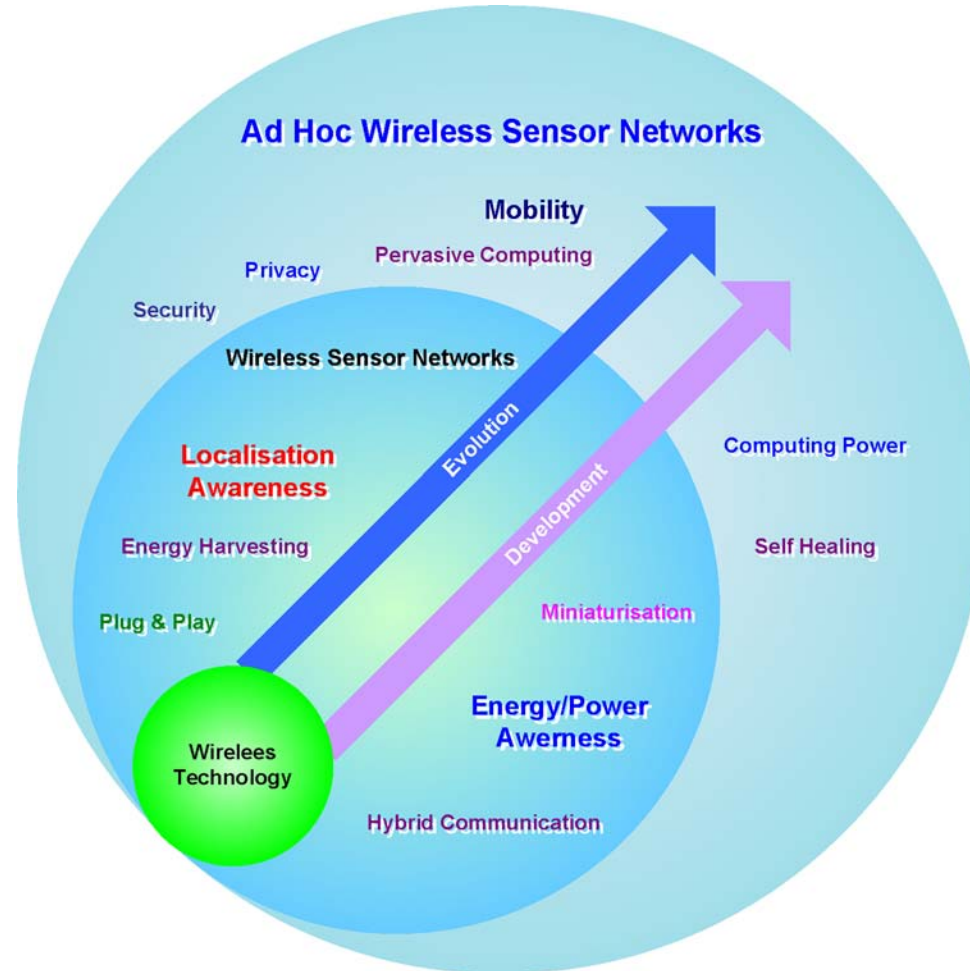 Ad Hoc Wireless Sensor Networks
Mobility
Pervasive Computing
Privacy
Security
Wireless Sensor Networks
Evolution
Development
Localisation
Awareness
Computing Power
Energy Harvesting
Self Healing
Plug & Play
Miniaturisation
Energy/Power
Awerness
Wirelees
Technology
Hybrid Communication